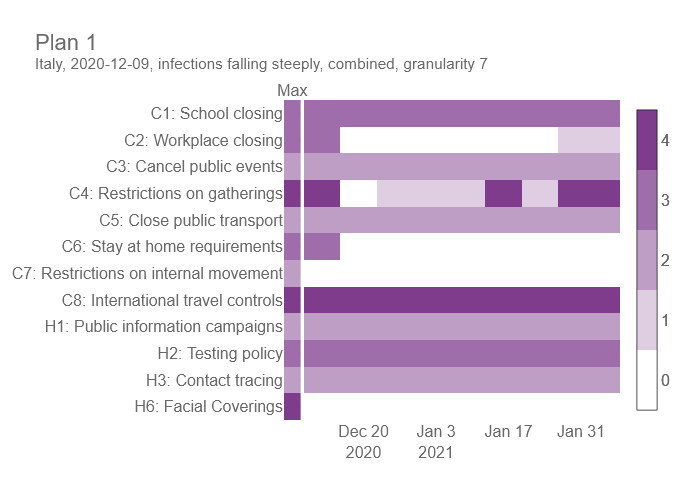 Plan 1
Italy, 2020-12-09, infections falling steeply, combined, granularity 7
Max
C1: School closing
C2: Workplace closing
C3: Cancel public events
C4: Restrictions on gatherings
C5: Close public transport
C6: Stay at home requirements
C7: Restrictions on internal movement
C8: International travel controls
H1: Public information campaigns
H2: Testing policy
H3: Contact tracing
H6: Facial Coverings
Dec 20 Jan 3 Jan 17 Jan 31
2020 2021
4
3
2
1
0